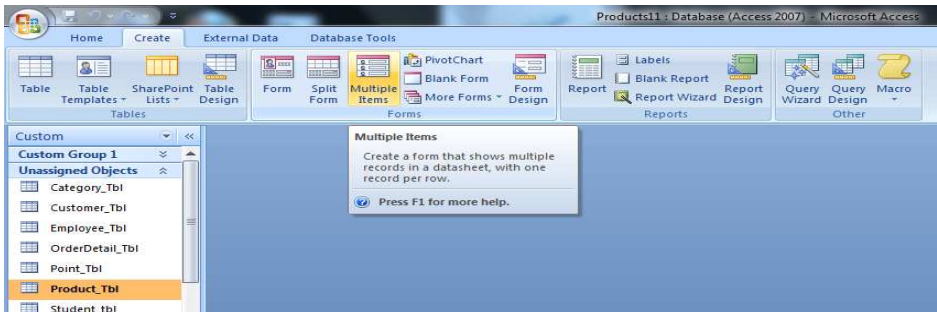 Products11 : Database (Access 2007) - Microsoft Access
Home Create External Data Database Tools
Table
Table Templates
SharePoint Lists
Table Design
Tables
Form
Split Form
Multiple Items
PivotChart
Blank Form
More Forms
Form Design
Forms
Report
Labels
Blank Report
Report Wizard
Report Design
Reports
Query Wizard
Query Design
Macro
Other
Custom
Custom Group 1
Unassigned Objects
Category_Tbl
Customer_Tbl
Employee_Tbl
OrderDetail_Tbl
Point_Tbl
Product_Tbl
Student_tbl
Multiple Items
Create a form that shows multiple
records in a datasheet, with one
record per row.
Press F1 for more help.